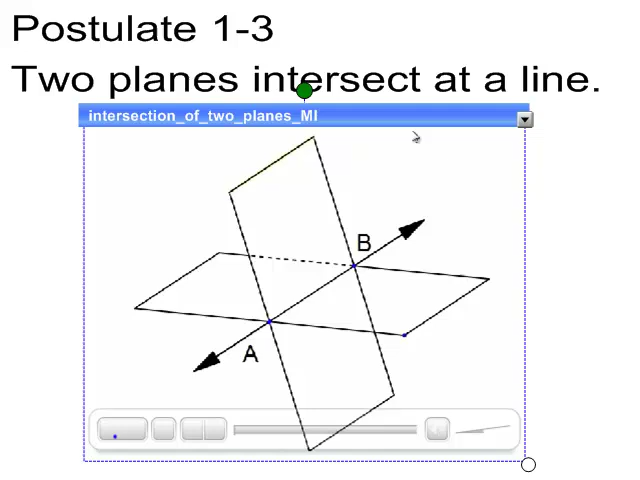 Postulate 1-3
Two planes intersect at a line.
intersection_of_two_planes_MI
B
A